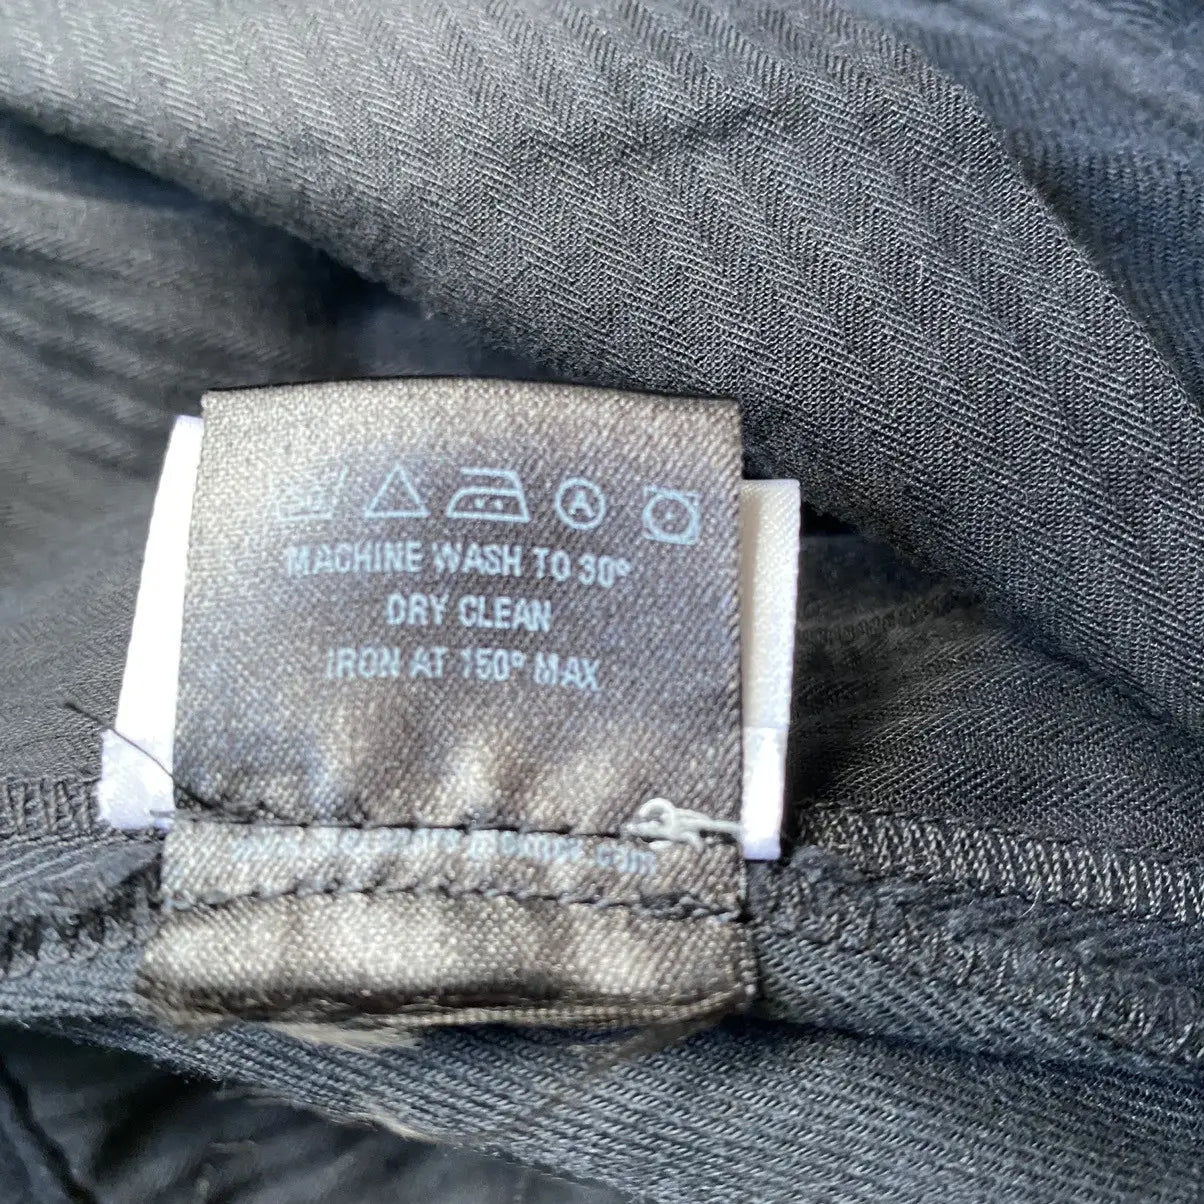 A
MACHINE WASH TO 30°
DRY CLEAN
IRON AT 150° MAX